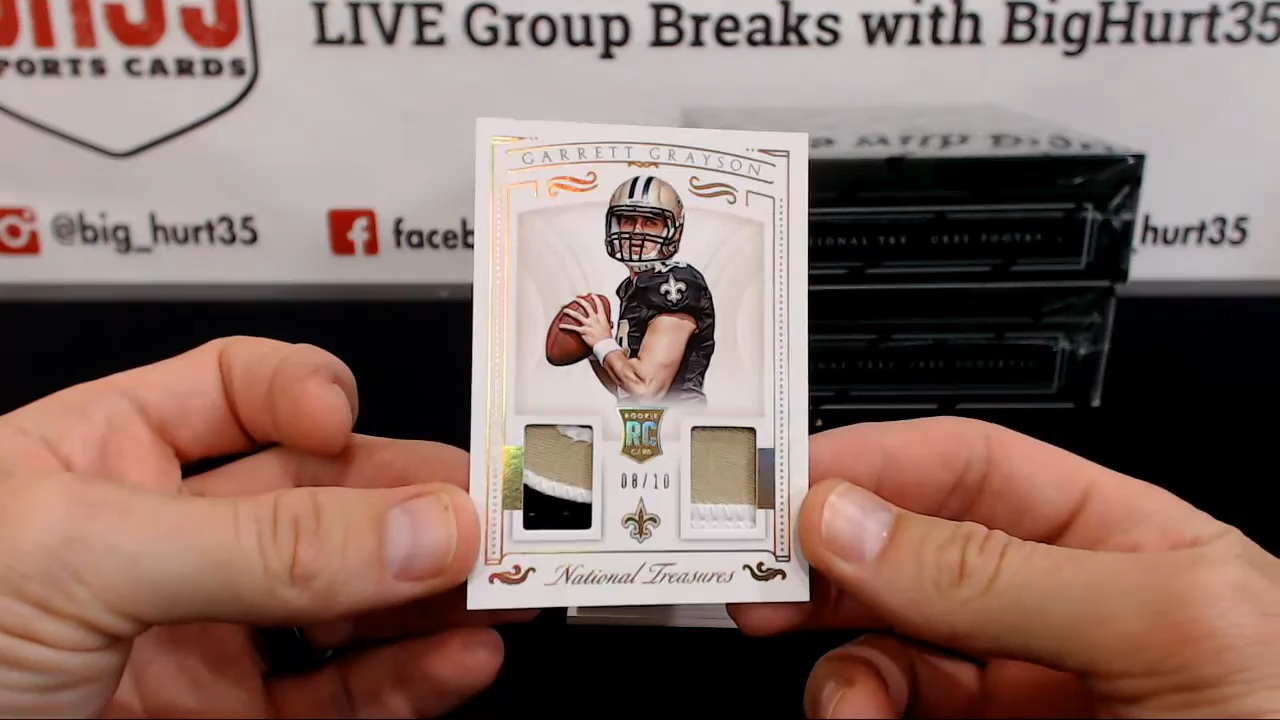 LIVE Group Breaks with BigHurt35
PORTS CARDS
@big_hurt35
faceb
hurt35
GARRETT GRAYSON
ROOKIE
RC
CARD
08/10
National Treasures